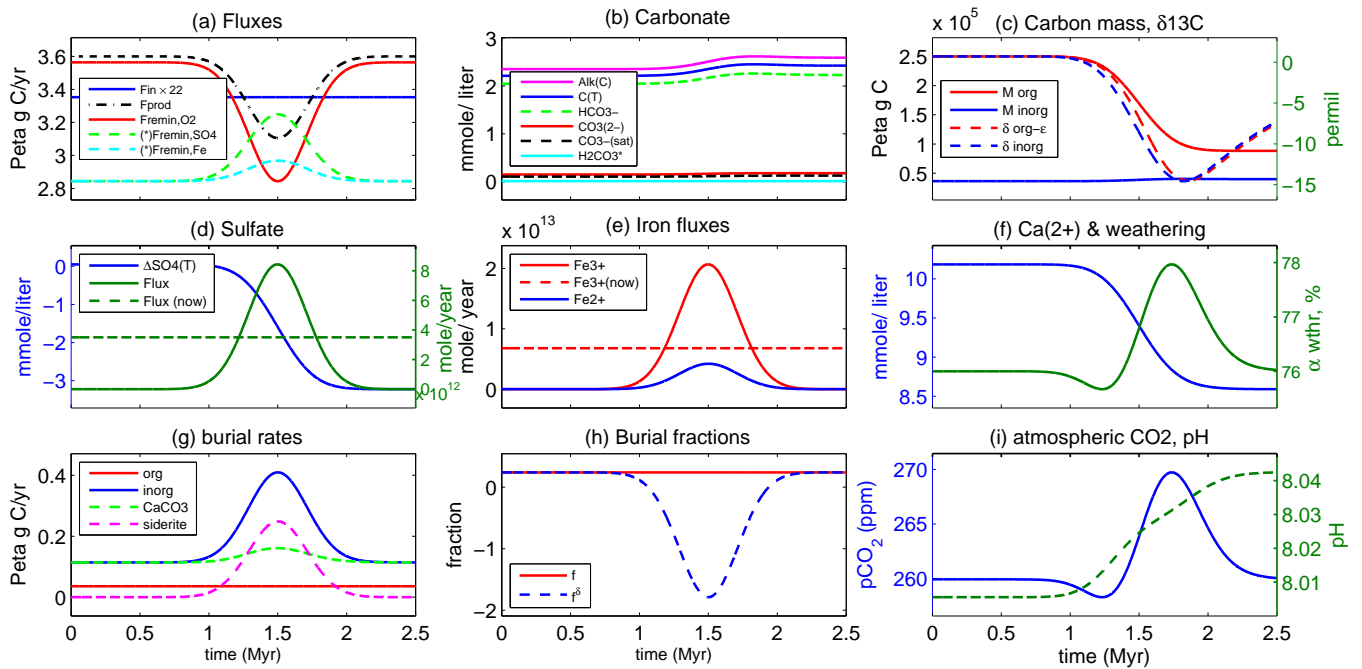 (a) Fluxes
Peta g C/yr
3.6
3.4
3.2
3
2.8
Fin × 22
Fprod
Fremin,O2
(*)Fremin,SO4
(*)Fremin,Fe
(b) Carbonate
mmole/ liter
3
2
1
0
Alk(C)
C(T)
HCO3−
CO3(2−)
CO3−(sat)
H2CO3*
x 10^5
(c) Carbon mass, δ13C
Peta g C
2.5
2
1.5
1
0.5
M org
M inorg
δ org−ε
δ inorg
0
−5
−10
−15
permil
(d) Sulfate
mmole/liter
0
−1
−2
−3
ΔSO4(T)
Flux
Flux (now)
8
6
4
2
0
x 10^12
mole/year
x 10^13
(e) Iron fluxes
mole/ year
2
1
0
Fe3+
Fe3+(now)
Fe2+
(f) Ca(2+) & weathering
mmole/ liter
10
9.5
9
8.5
0
0.5
1
1.5
2
2.5
78
77
76
α wthr, %
(g) burial rates
Peta g C/yr
0.4
0.2
0
org
inorg
CaCO3
siderite
0
0.5
1
1.5
2
2.5
time (Myr)
(h) Burial fractions
fraction
0
−1
−2
f
f^δ
0
0.5
1
1.5
2
2.5
time (Myr)
(i) atmospheric CO2, pH
pCO₂ (ppm)
270
265
260
0
0.5
1
1.5
2
2.5
time (Myr)
8.04
8.03
8.02
8.01
pH